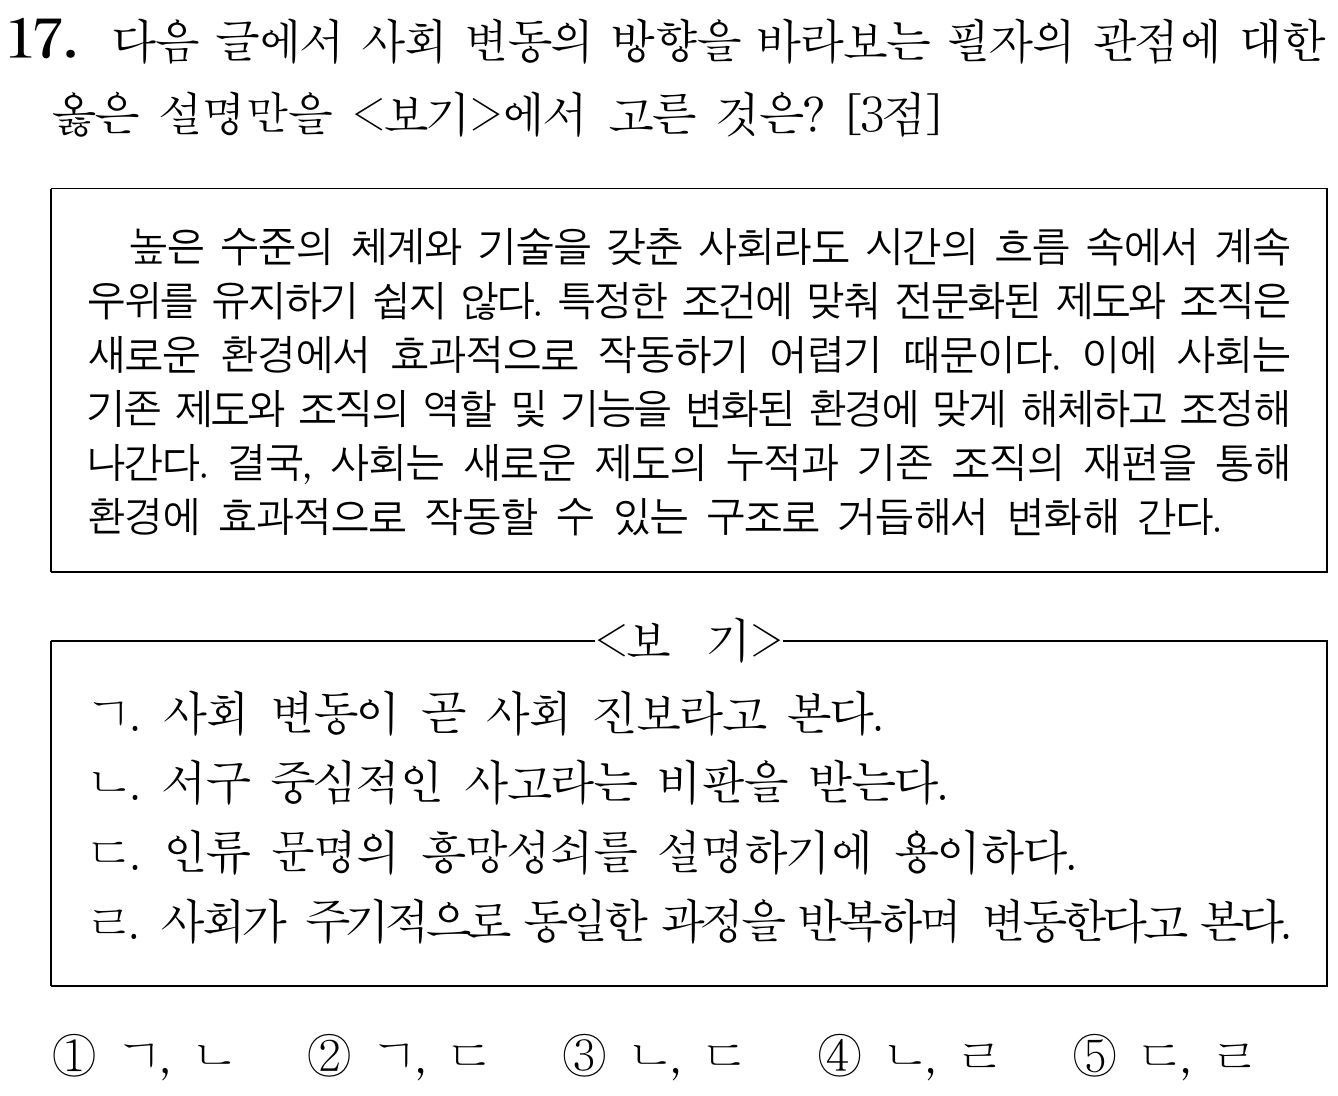 17. 다음 글에서 사회 변동의 방향을 바라보는 필자의 관점에 대한
옳은 설명만을 <보기>에서 고른 것은? [3점]
높은 수준의 체계와 기술을 갖춘 사회라도 시간의 흐름 속에서 계속
우위를 유지하기 쉽지 않다. 특정한 조건에 맞춰 전문화된 제도와 조직은
새로운 환경에서 효과적으로 작동하기 어렵기 때문이다. 이에 사회는
기존 제도와 조직의 역할 및 기능을 변화된 환경에 맞게 해체하고 조정해
나간다. 결국, 사회는 새로운 제도의 누적과 기존 조직의 재편을 통해
환경에 효과적으로 작동할 수 있는 구조로 거듭해서 변화해 간다.
<보 기>
ㄱ. 사회 변동이 곧 사회 진보라고 본다.
ㄴ. 서구 중심적인 사고라는 비판을 받는다.
ㄷ. 인류 문명의 흥망성쇠를 설명하기에 용이하다.
ㄹ. 사회가 주기적으로 동일한 과정을 반복하며 변동한다고 본다.
① ㄱ, ㄴ ② ㄱ, ㄷ ③ ㄴ, ㄷ ④ ㄴ, ㄹ ⑤ ㄷ, ㄹ